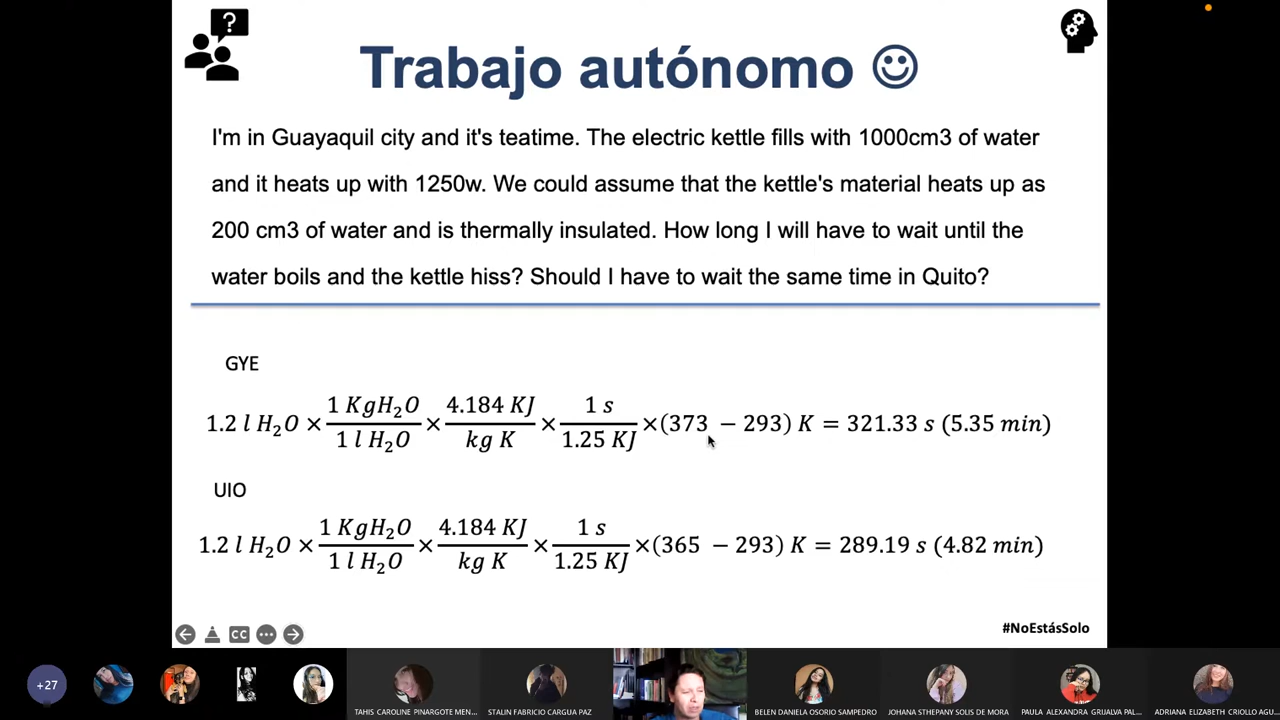 ?
Trabajo autónomo ☺
I'm in Guayaquil city and it's teatime. The electric kettle fills with 1000cm3 of water
and it heats up with 1250w. We could assume that the kettle's material heats up as
200 cm3 of water and is thermally insulated. How long I will have to wait until the
water boils and the kettle hiss? Should I have to wait the same time in Quito?
GYE
1.2 l H₂O × (1 KgH₂O)/(1 l H₂O) × (4.184 KJ)/(kg K) × (1 s)/(1.25 KJ) × (373 − 293) K = 321.33 s (5.35 min)
UIO
1.2 l H₂O × (1 KgH₂O)/(1 l H₂O) × (4.184 KJ)/(kg K) × (1 s)/(1.25 KJ) × (365 − 293) K = 289.19 s (4.82 min)
#NoEstásSolo
CC
+27
TAHIS CAROLINE PINARGOTE MEN...
STALIN FABRICIO CARGUA PAZ
BELEN DANIELA OSORIO SAMPEDRO
JOHANA STHEPANY SOLIS DE MORA
PAULA ALEXANDRA GRIJALVA PAL...
ADRIANA ELIZABETH CRIOLLO AGU...